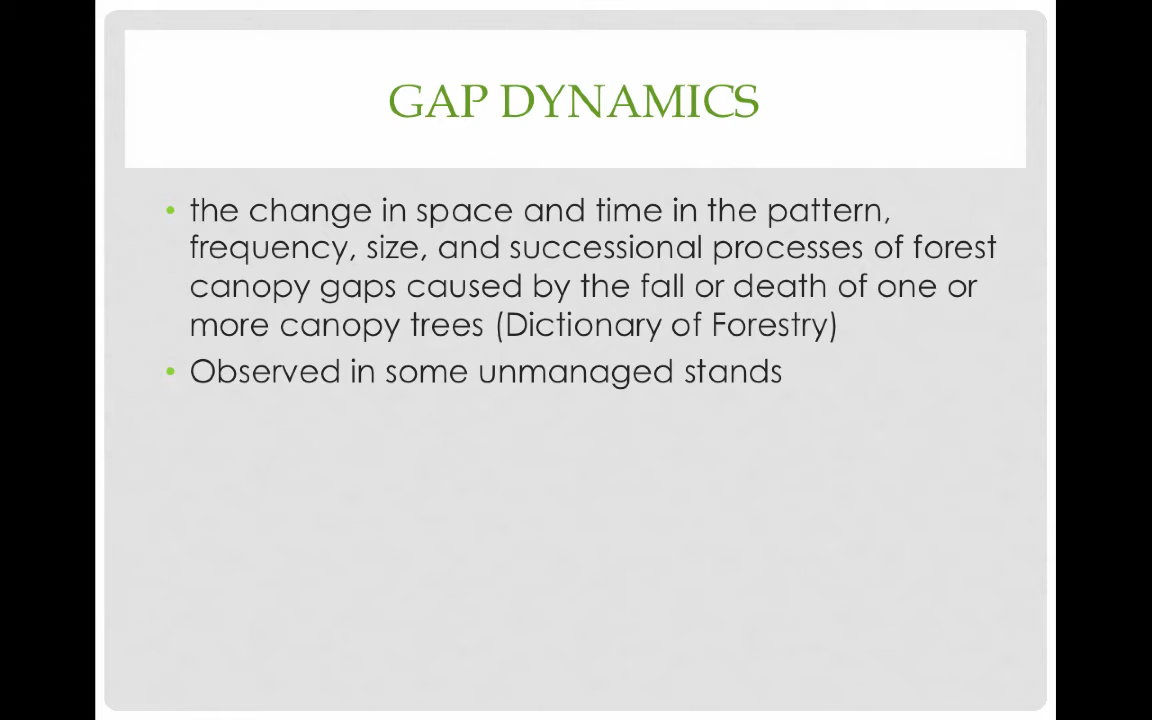 GAP DYNAMICS
• the change in space and time in the pattern,
frequency, size, and successional processes of forest
canopy gaps caused by the fall or death of one or
more canopy trees (Dictionary of Forestry)
• Observed in some unmanaged stands